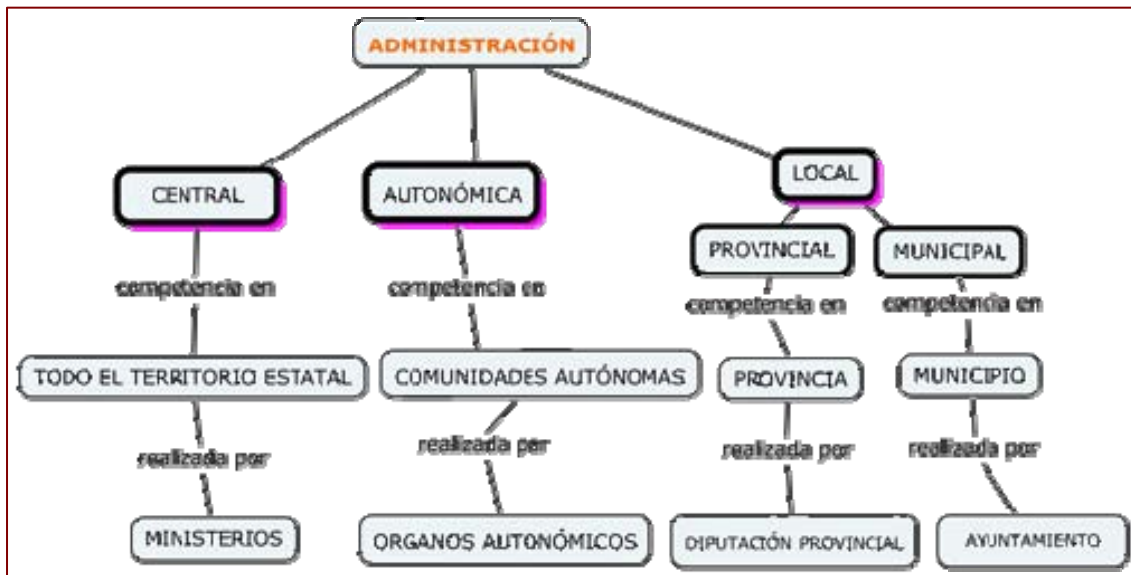 ADMINISTRACIÓN
CENTRAL
AUTONÓMICA
LOCAL
PROVINCIAL
MUNICIPAL
competencia en
competencia en
competencia en
competencia en
TODO EL TERRITORIO ESTATAL
COMUNIDADES AUTÓNOMAS
PROVINCIA
MUNICIPIO
realizada por
realizada por
realizada por
realizada por
MINISTERIOS
ORGANOS AUTONÓMICOS
DIPUTACIÓN PROVINCIAL
AYUNTAMIENTO